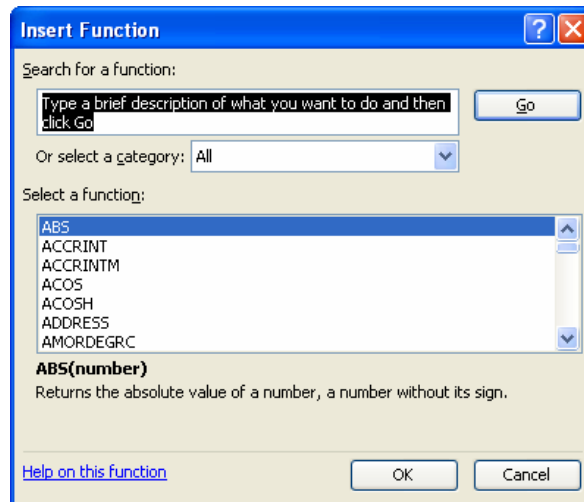 Insert Function
Search for a function:
Type a brief description of what you want to do and then
click Go
Go
Or select a category: All
Select a function:
ABS
ACCRINT
ACCRINTM
ACOS
ACOSH
ADDRESS
AMORDEGRC
ABS(number)
Returns the absolute value of a number, a number without its sign.
Help on this function
OK
Cancel